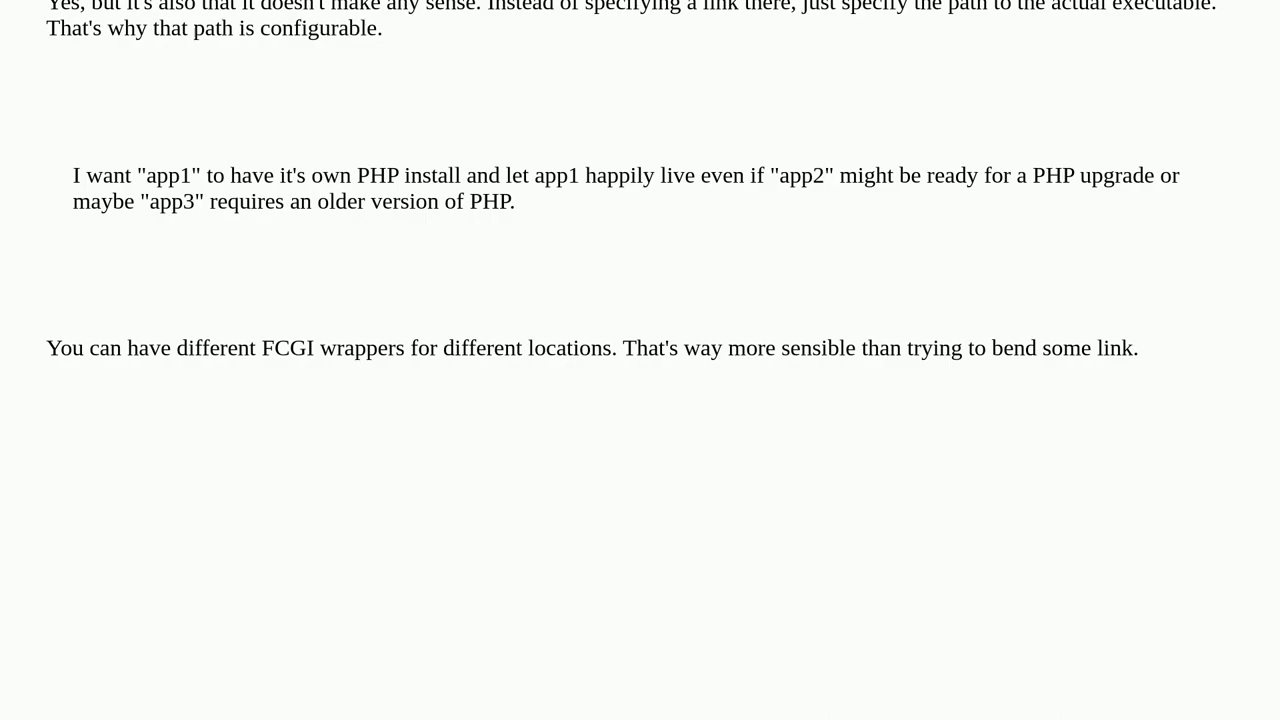 Yes, but it's also that it doesn't make any sense. Instead of specifying a link there, just specify the path to the actual executable.
That's why that path is configurable.
I want "app1" to have it's own PHP install and let app1 happily live even if "app2" might be ready for a PHP upgrade or
maybe "app3" requires an older version of PHP.
You can have different FCGI wrappers for different locations. That's way more sensible than trying to bend some link.